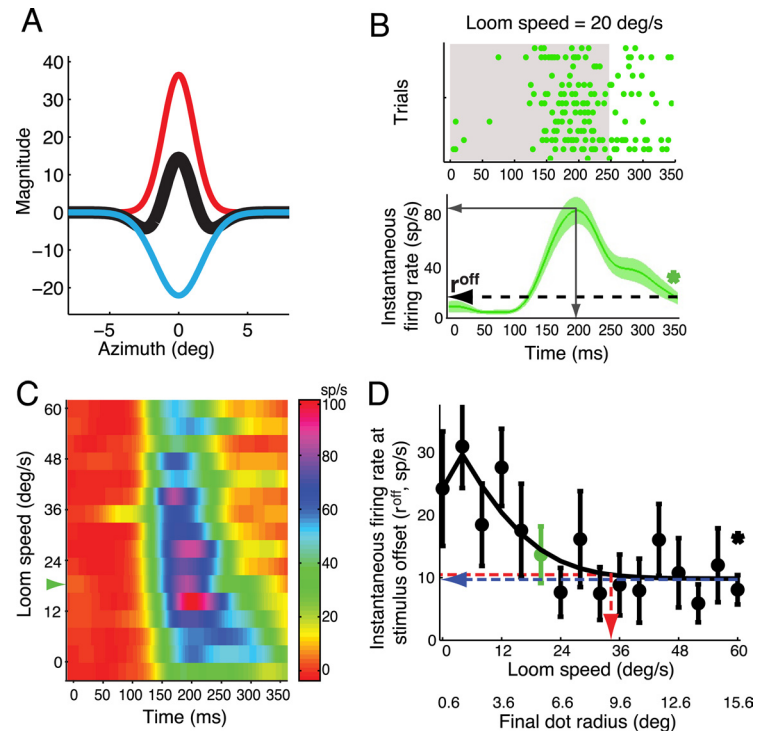 A
40
30
20
10
0
−10
−20
Magnitude
−5 0 5
Azimuth (deg)
B
Loom speed = 20 deg/s
Trials
0 50 100 150 200 250 300 350
80
40
0
Instantaneous
firing rate (sp/s)
roff
*
0 50 100 150 200 250 300 350
Time (ms)
C
sp/s
60
48
36
24
12
0
Loom speed (deg/s)
100
80
60
40
20
0
0 50 100 150 200 250 300 350
Time (ms)
D
30
20
10
0
Instantaneous firing rate at
stimulus offset (roff, sp/s)
*
0 12 24 36 48 60
Loom speed (deg/s)
0.6 3.6 6.6 9.6 12.6 15.6
Final dot radius (deg)